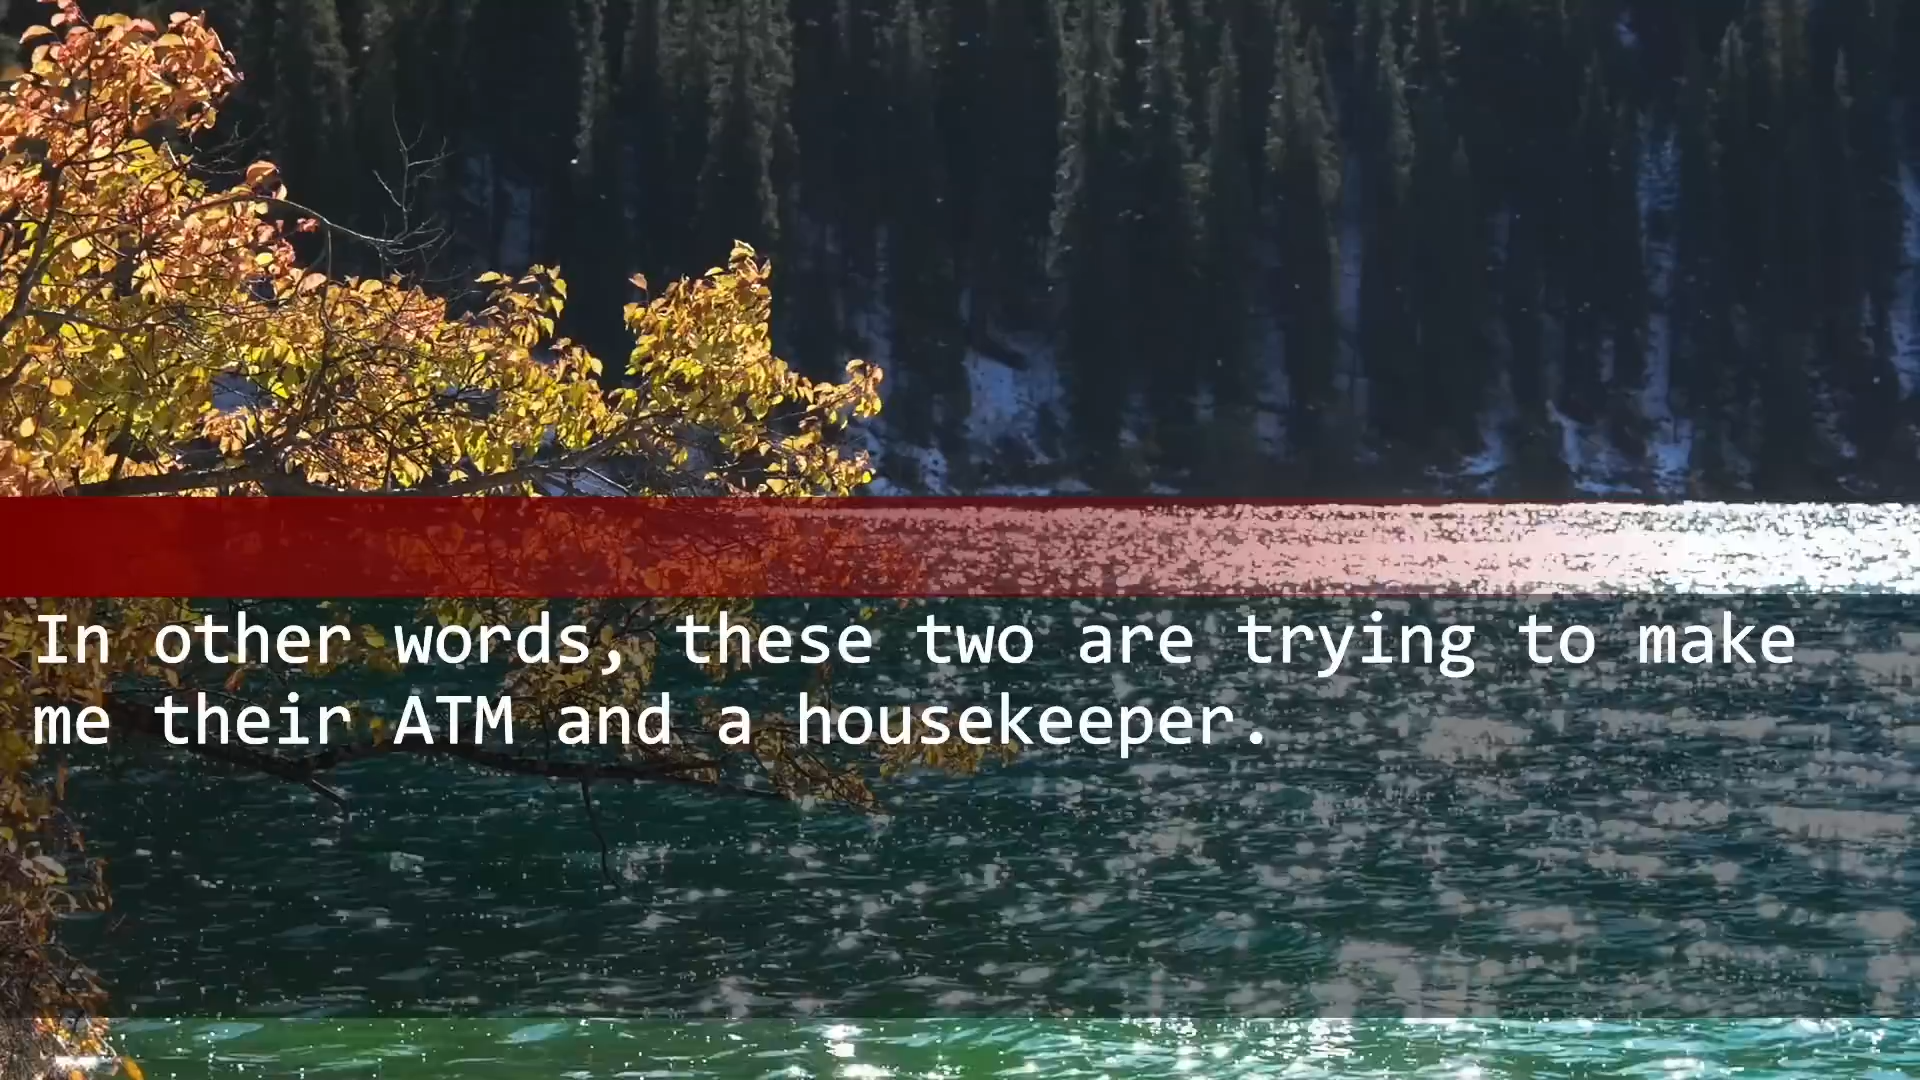 In other words, these two are trying to make
me their ATM and a housekeeper.